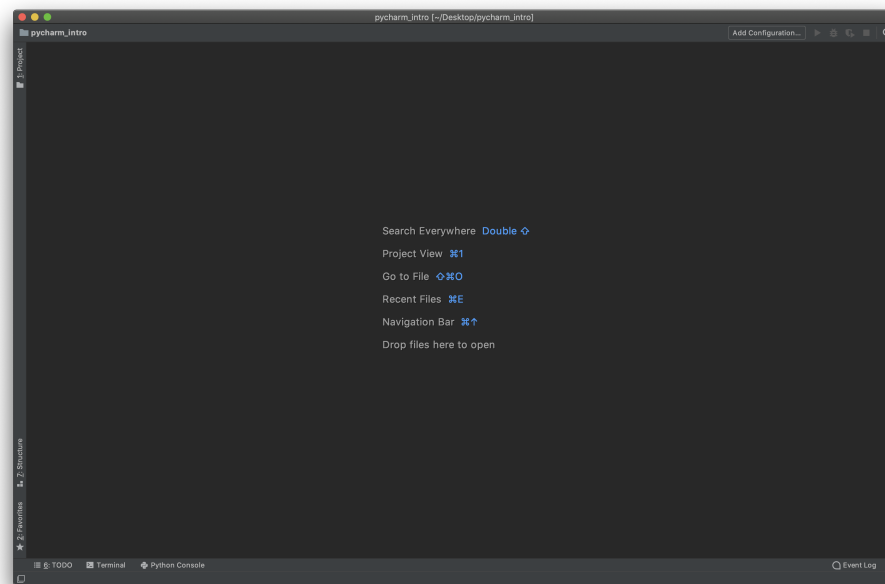 pycharm_intro [~/Desktop/pycharm_intro]
pycharm_intro
Add Configuration...
1: Project
Search Everywhere Double ⇧
Project View ⌘1
Go to File ⇧⌘O
Recent Files ⌘E
Navigation Bar ⌘↑
Drop files here to open
7: Structure
2: Favorites
6: TODO
Terminal
Python Console
Event Log